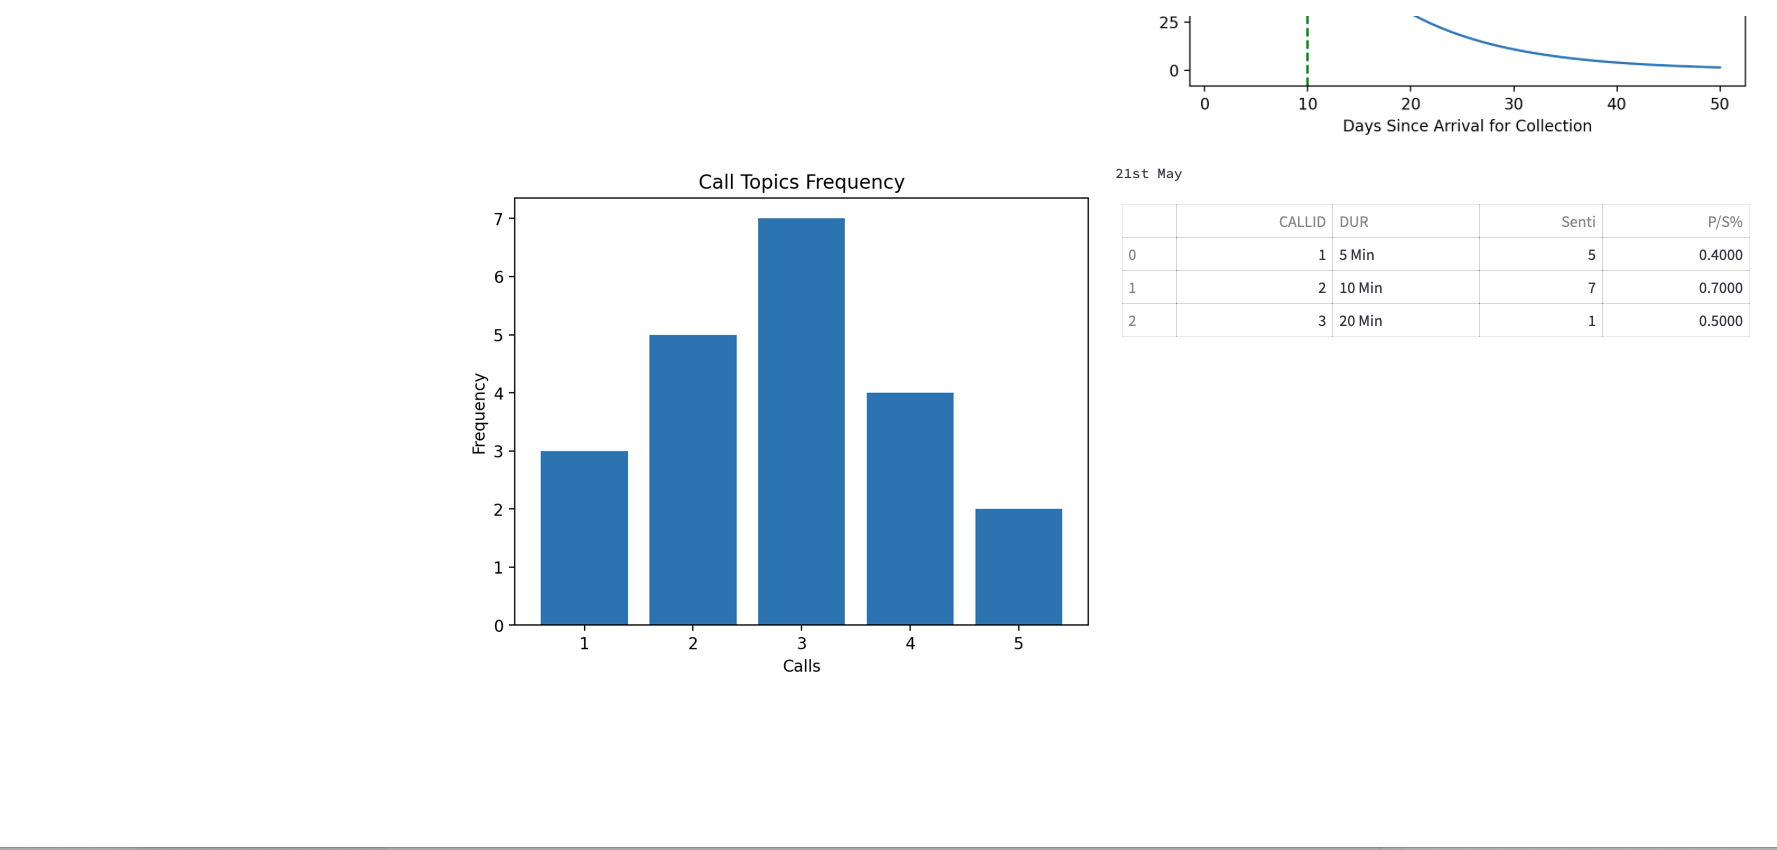 25
0
0 10 20 30 40 50
Days Since Arrival for Collection
Call Topics Frequency
7
6
5
4
3
2
1
0
Frequency
1 2 3 4 5
Calls
21st May
CALLID DUR Senti P/S%
0 1 5 Min 5 0.4000
1 2 10 Min 7 0.7000
2 3 20 Min 1 0.5000